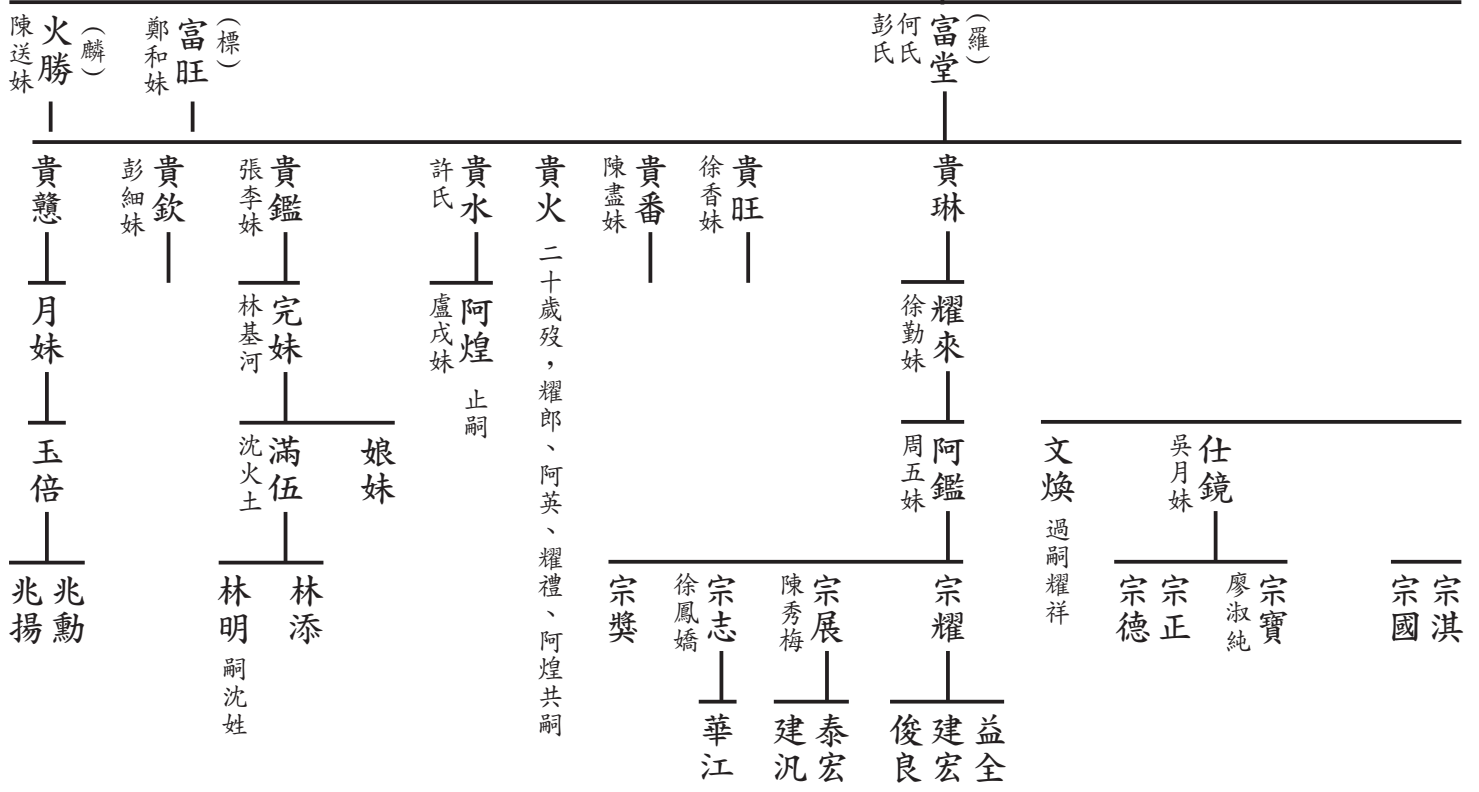 (羅)
富堂
何氏
彭氏
(標)
富旺
鄭和妹
(麟)
火勝
陳送妹
貴琳
貴旺
徐香妹
貴番
陳盡妹
貴火 二十歲歿，耀郎、阿英、耀禮、阿煌共嗣
貴水
許氏
貴鑑
張李妹
貴欽
彭細妹
貴戇
耀來
徐勤妹
阿煌 止嗣
盧戍妹
完妹
林基河
月妹
仕鏡
吳月妹
文煥 過嗣耀祥
阿鑑
周五妹
娘妹
滿伍
沈火土
玉倍
宗淇
宗國
宗寶
廖淑純
宗正
宗德
宗耀
宗展
陳秀梅
宗志
徐鳳嬌
宗獎
林添
林明 嗣沈姓
兆勳
兆揚
益全
建宏
俊良
泰宏
建汎
華江